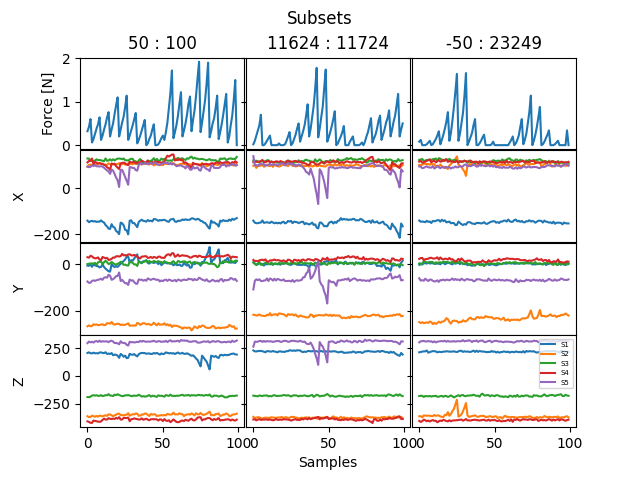 Subsets
50 : 100 11624 : 11724 -50 : 23249
Force [N]
2
1
0
X
0
−200
Y
0
−200
Z
250
0
−250
S1
S2
S3
S4
S5
0 50 100 0 50 100 0 50 100
Samples